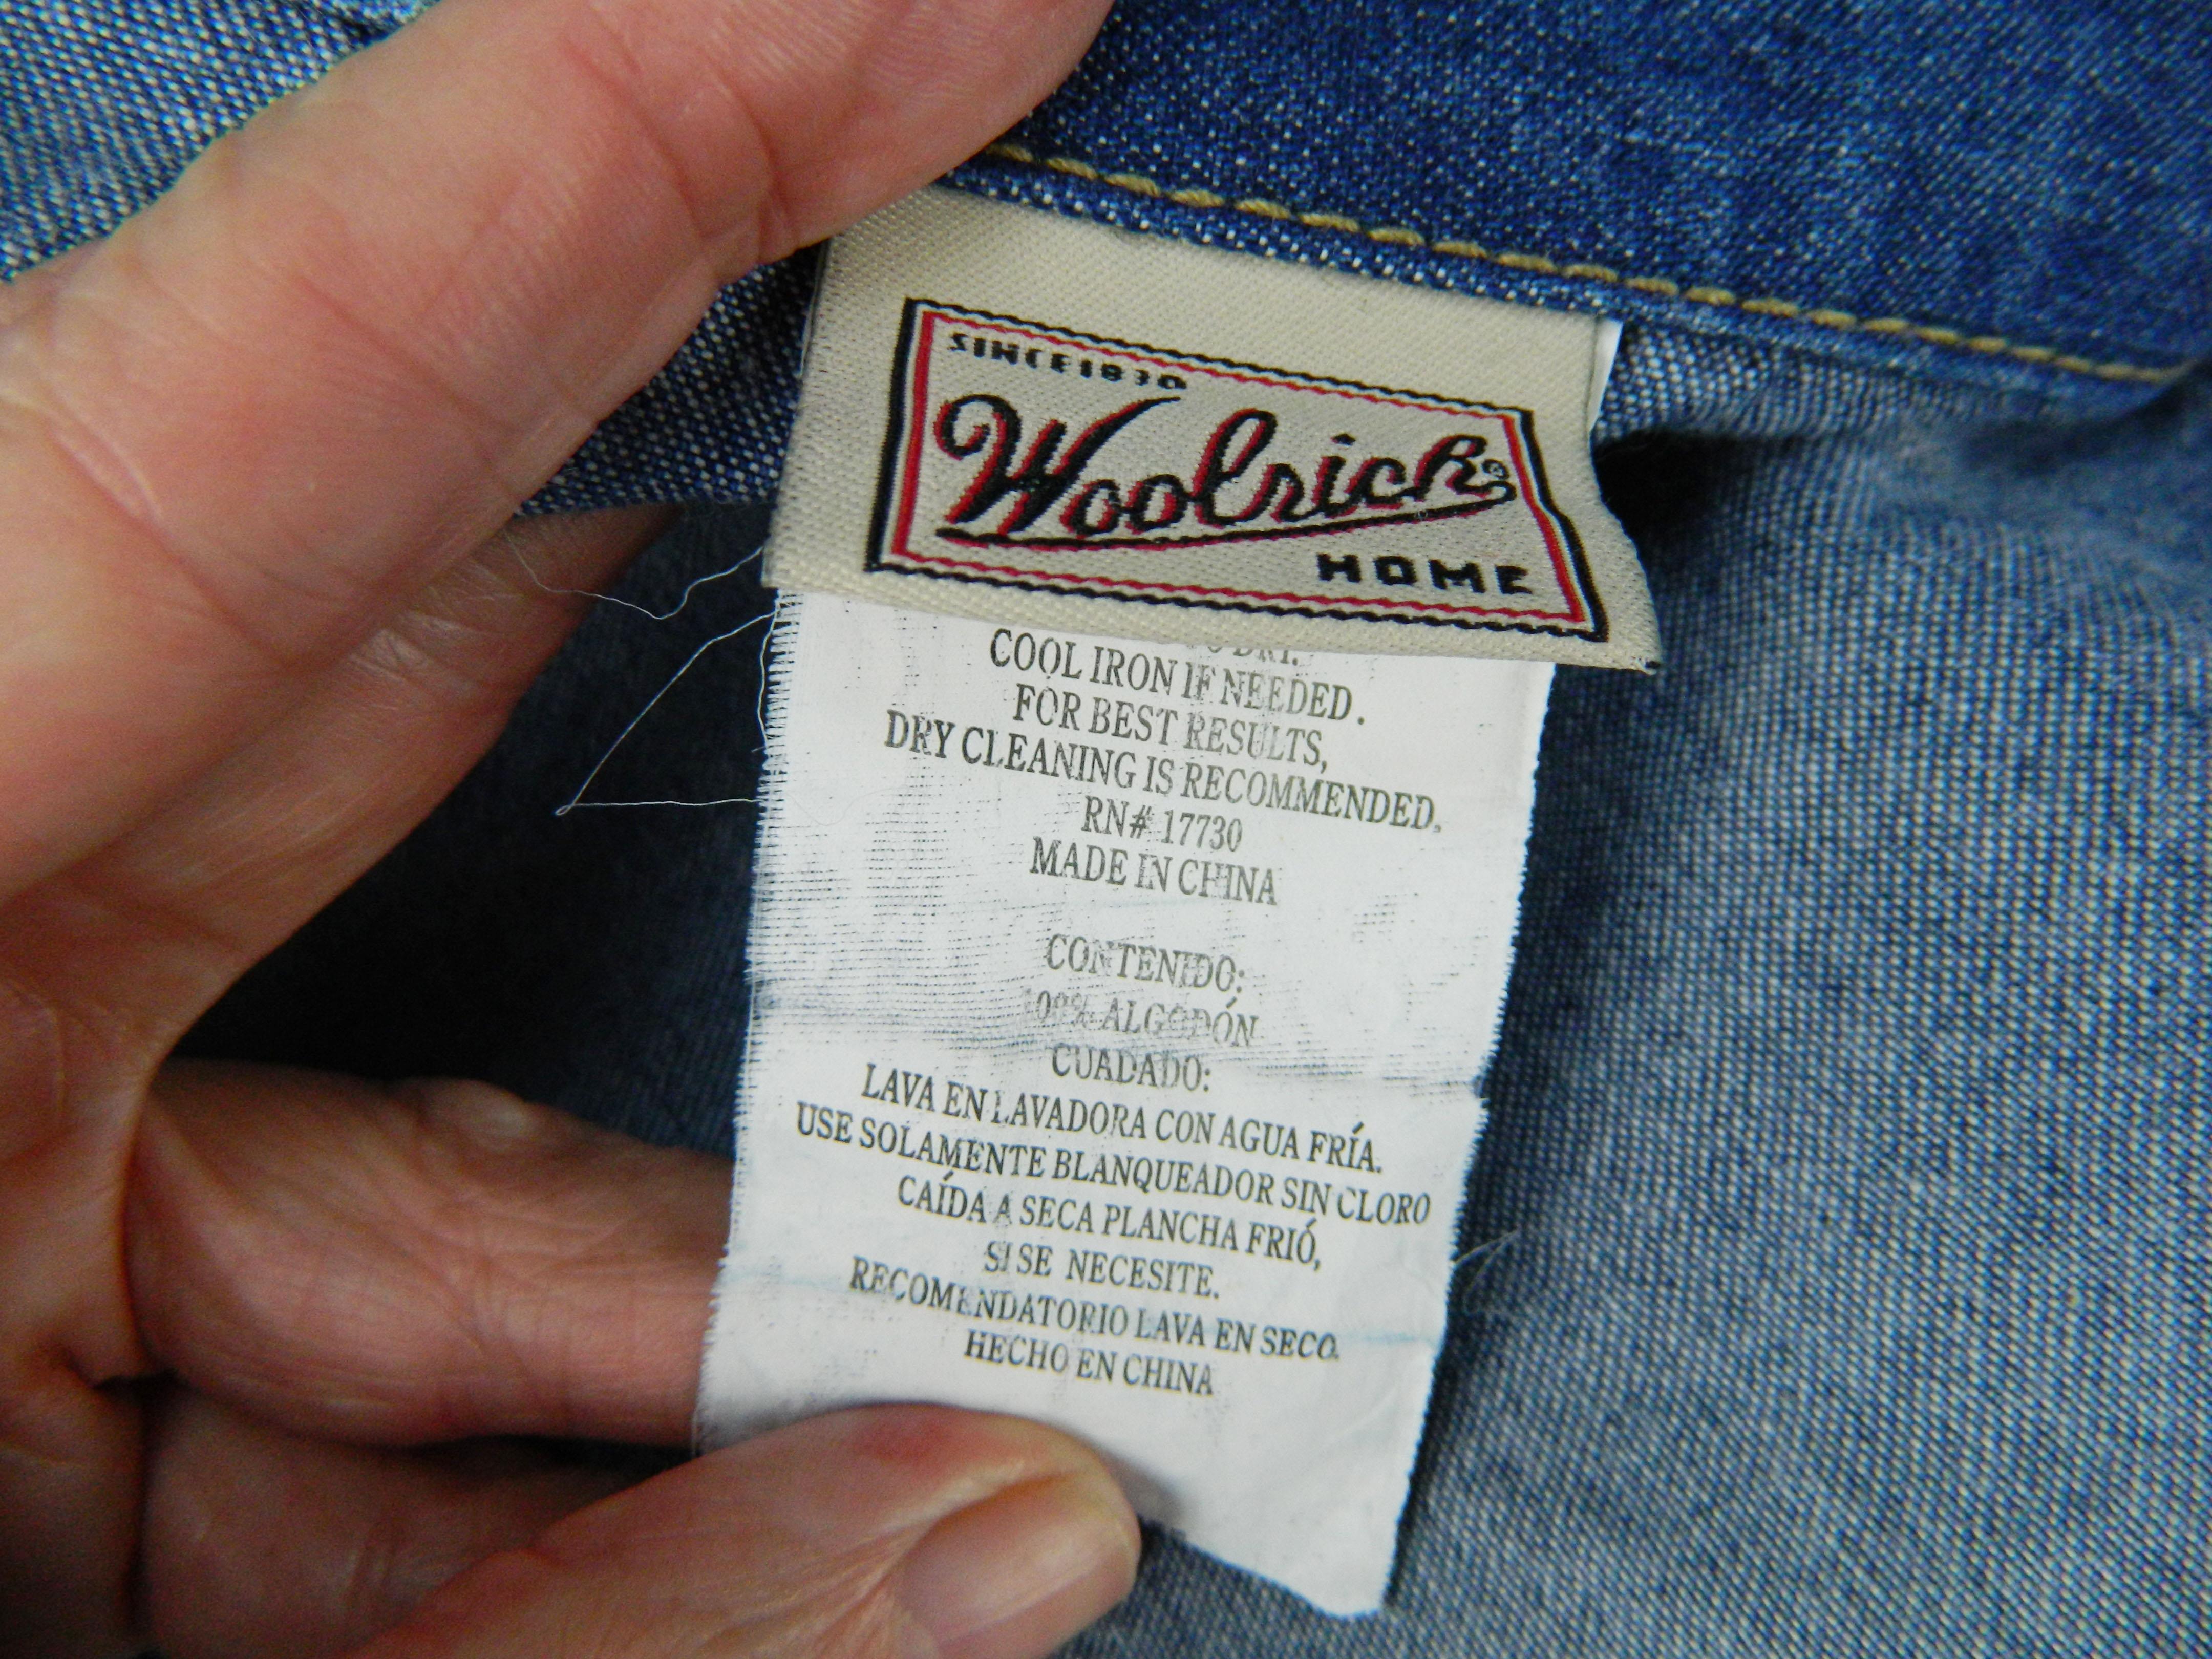 SINCE 1830
Woolrich®
HOME
DRY.
COOL IRON IF NEEDED.
FOR BEST RESULTS,
DRY CLEANING IS RECOMMENDED.
RN# 17730
MADE IN CHINA
CONTENIDO:
100% ALGODÓN
CUADADO:
LAVA EN LAVADORA CON AGUA FRÍA.
USE SOLAMENTE BLANQUEADOR SIN CLORO
CAÍDA A SECA PLANCHA FRIÓ,
SI SE NECESITE.
RECOMENDATORIO LAVA EN SECO.
HECHO EN CHINA